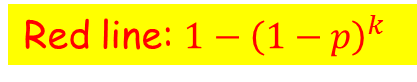 Red line: 1 − (1 − p)^k